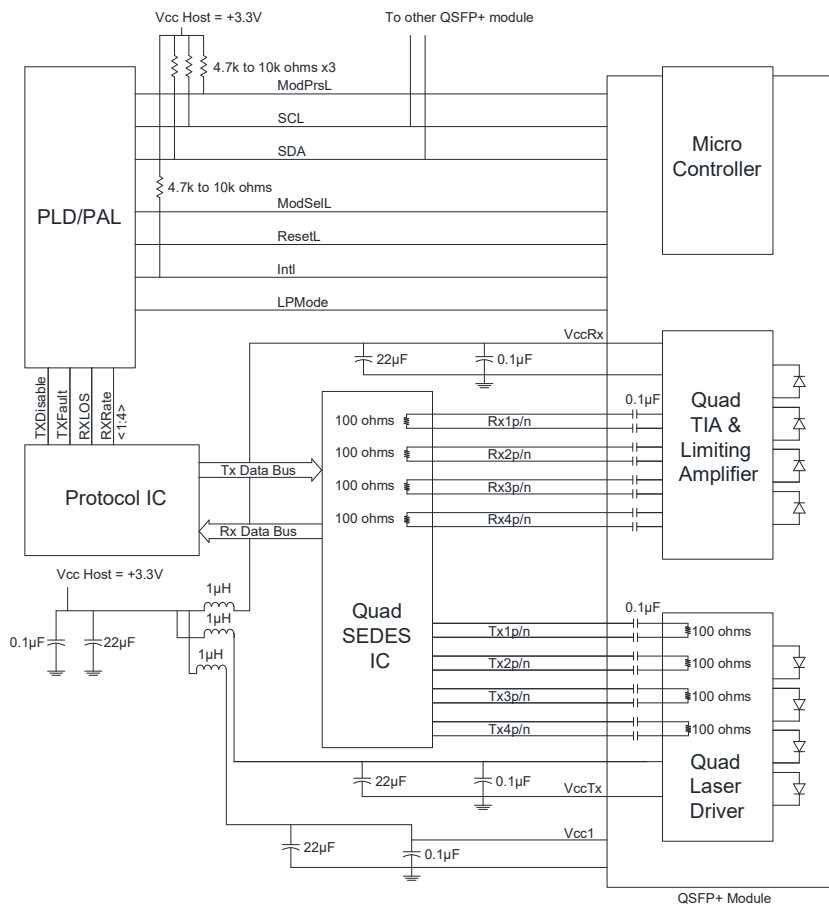 Vcc Host = +3.3V
To other QSFP+ module
4.7k to 10k ohms x3
ModPrsL
SCL
SDA
Micro
Controller
4.7k to 10k ohms
PLD/PAL
ModSelL
ResetL
IntI
LPMode
VccRx
22µF
0.1µF
TXDisable
TXFault
RXLOS
RXRate
<1:4>
0.1µF
Quad
TIA &
Limiting
Amplifier
100 ohms
Rx1p/n
100 ohms
Rx2p/n
100 ohms
Rx3p/n
100 ohms
Rx4p/n
Protocol IC
Tx Data Bus
Rx Data Bus
Vcc Host = +3.3V
1µH
1µH
1µH
0.1µF
22µF
Quad
SEDES
IC
0.1µF
Tx1p/n
100 ohms
Tx2p/n
100 ohms
Tx3p/n
100 ohms
Tx4p/n
100 ohms
Quad
Laser
Driver
22µF
0.1µF
VccTx
Vcc1
22µF
0.1µF
QSFP+ Module